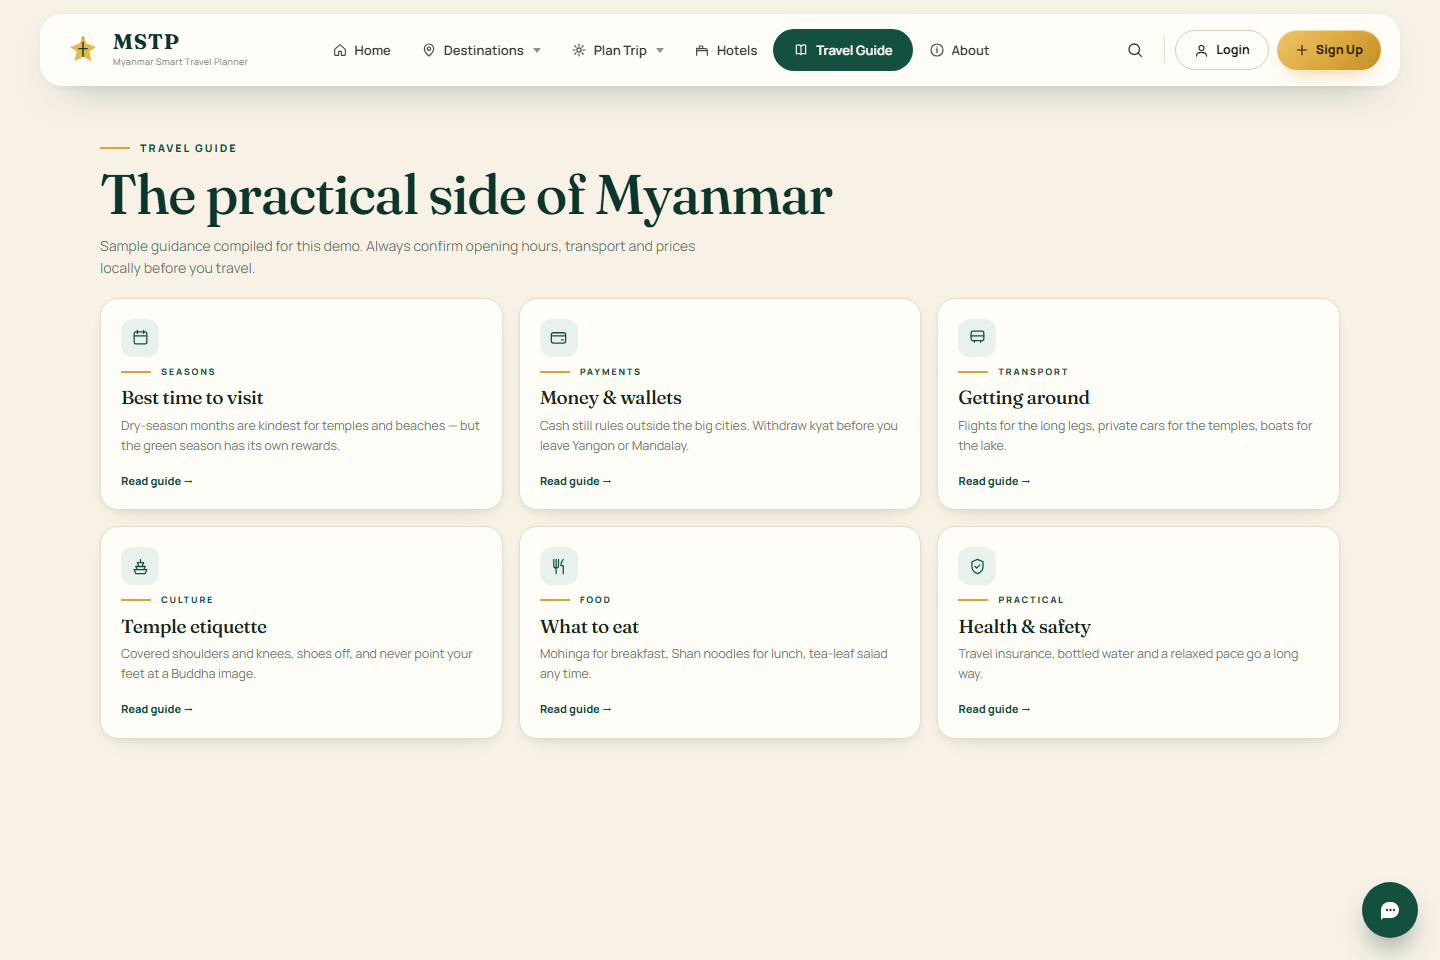 MSTP
Myanmar Smart Travel Planner
Home
Destinations
Plan Trip
Hotels
Travel Guide
About
Login
Sign Up
TRAVEL GUIDE
The practical side of Myanmar
Sample guidance compiled for this demo. Always confirm opening hours, transport and prices
locally before you travel.
SEASONS
Best time to visit
Dry-season months are kindest for temples and beaches — but
the green season has its own rewards.
Read guide →
PAYMENTS
Money & wallets
Cash still rules outside the big cities. Withdraw kyat before you
leave Yangon or Mandalay.
Read guide →
TRANSPORT
Getting around
Flights for the long legs, private cars for the temples, boats for
the lake.
Read guide →
CULTURE
Temple etiquette
Covered shoulders and knees, shoes off, and never point your
feet at a Buddha image.
Read guide →
FOOD
What to eat
Mohinga for breakfast, Shan noodles for lunch, tea-leaf salad
any time.
Read guide →
PRACTICAL
Health & safety
Travel insurance, bottled water and a relaxed pace go a long
way.
Read guide →